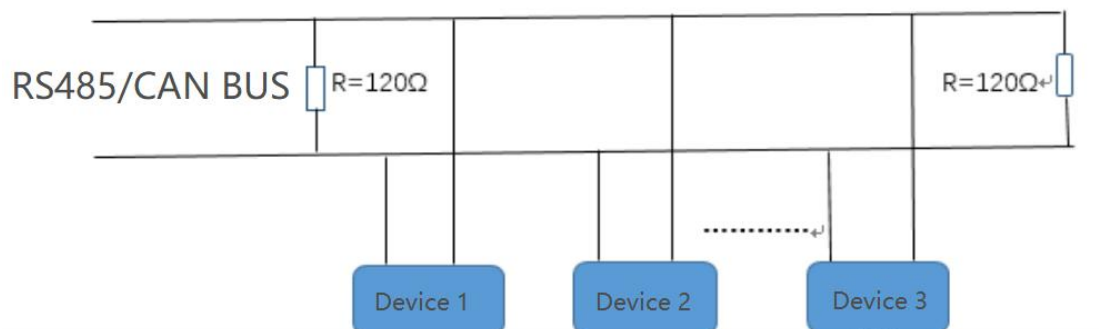 RS485/CAN BUS
R=120Ω
R=120Ω↵
............↵
Device 1
Device 2
Device 3